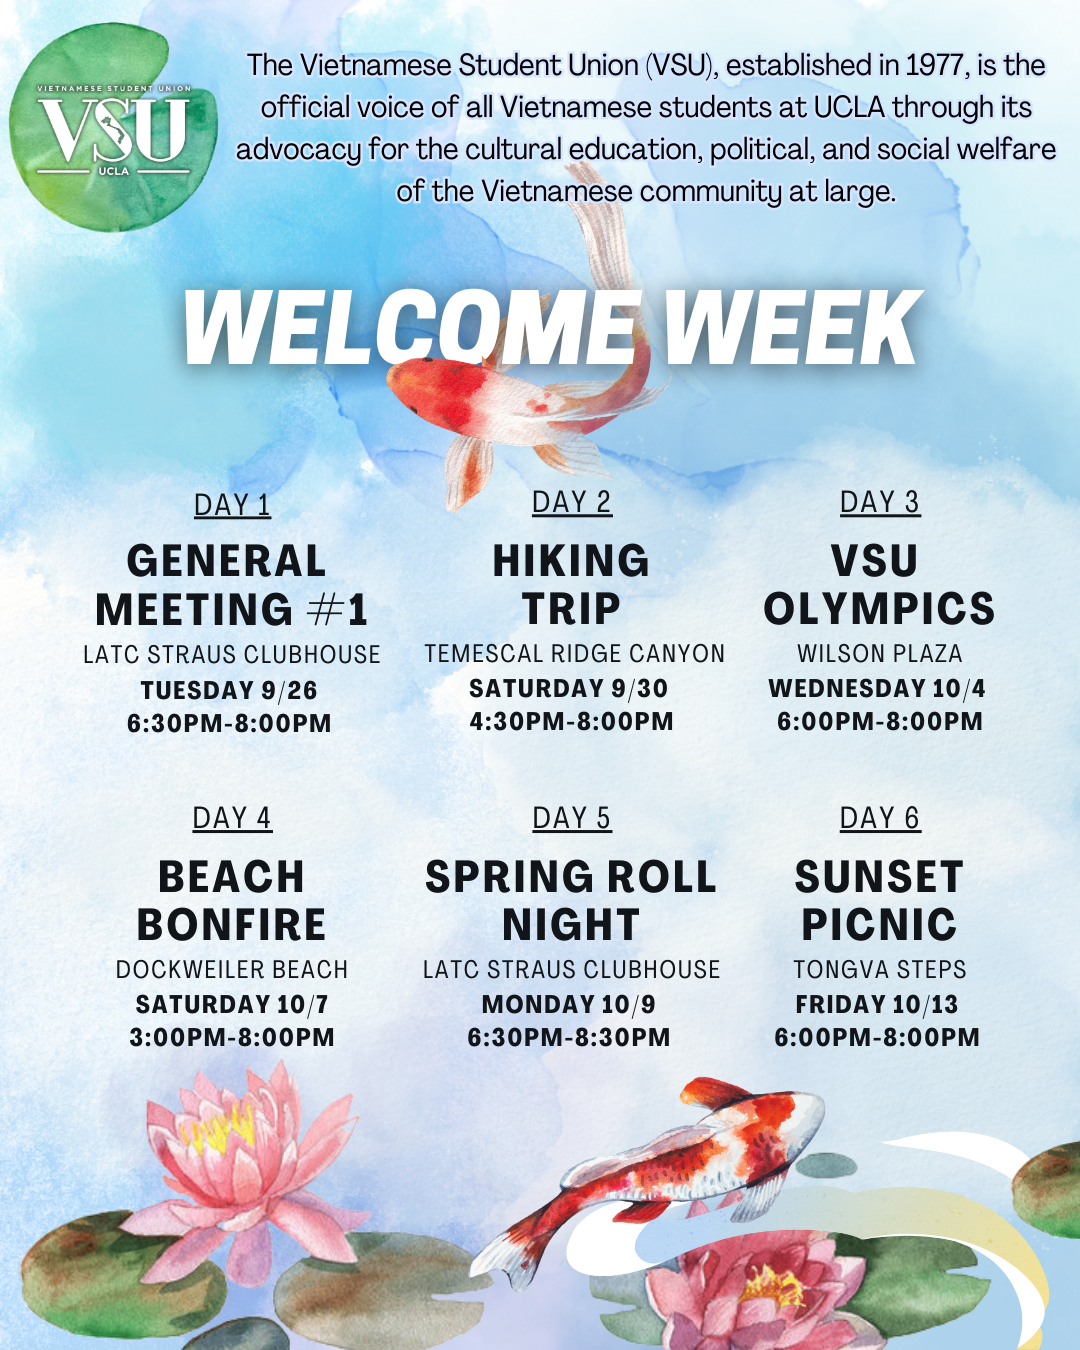 VIETNAMESE STUDENT UNION
VSU
UCLA
The Vietnamese Student Union (VSU), established in 1977, is the
official voice of all Vietnamese students at UCLA through its
advocacy for the cultural education, political, and social welfare
of the Vietnamese community at large.
WELCOME WEEK
DAY 1
GENERAL
MEETING #1
LATC STRAUS CLUBHOUSE
TUESDAY 9/26
6:30PM-8:00PM
DAY 2
HIKING
TRIP
TEMESCAL RIDGE CANYON
SATURDAY 9/30
4:30PM-8:00PM
DAY 3
VSU
OLYMPICS
WILSON PLAZA
WEDNESDAY 10/4
6:00PM-8:00PM
DAY 4
BEACH
BONFIRE
DOCKWEILER BEACH
SATURDAY 10/7
3:00PM-8:00PM
DAY 5
SPRING ROLL
NIGHT
LATC STRAUS CLUBHOUSE
MONDAY 10/9
6:30PM-8:30PM
DAY 6
SUNSET
PICNIC
TONGVA STEPS
FRIDAY 10/13
6:00PM-8:00PM